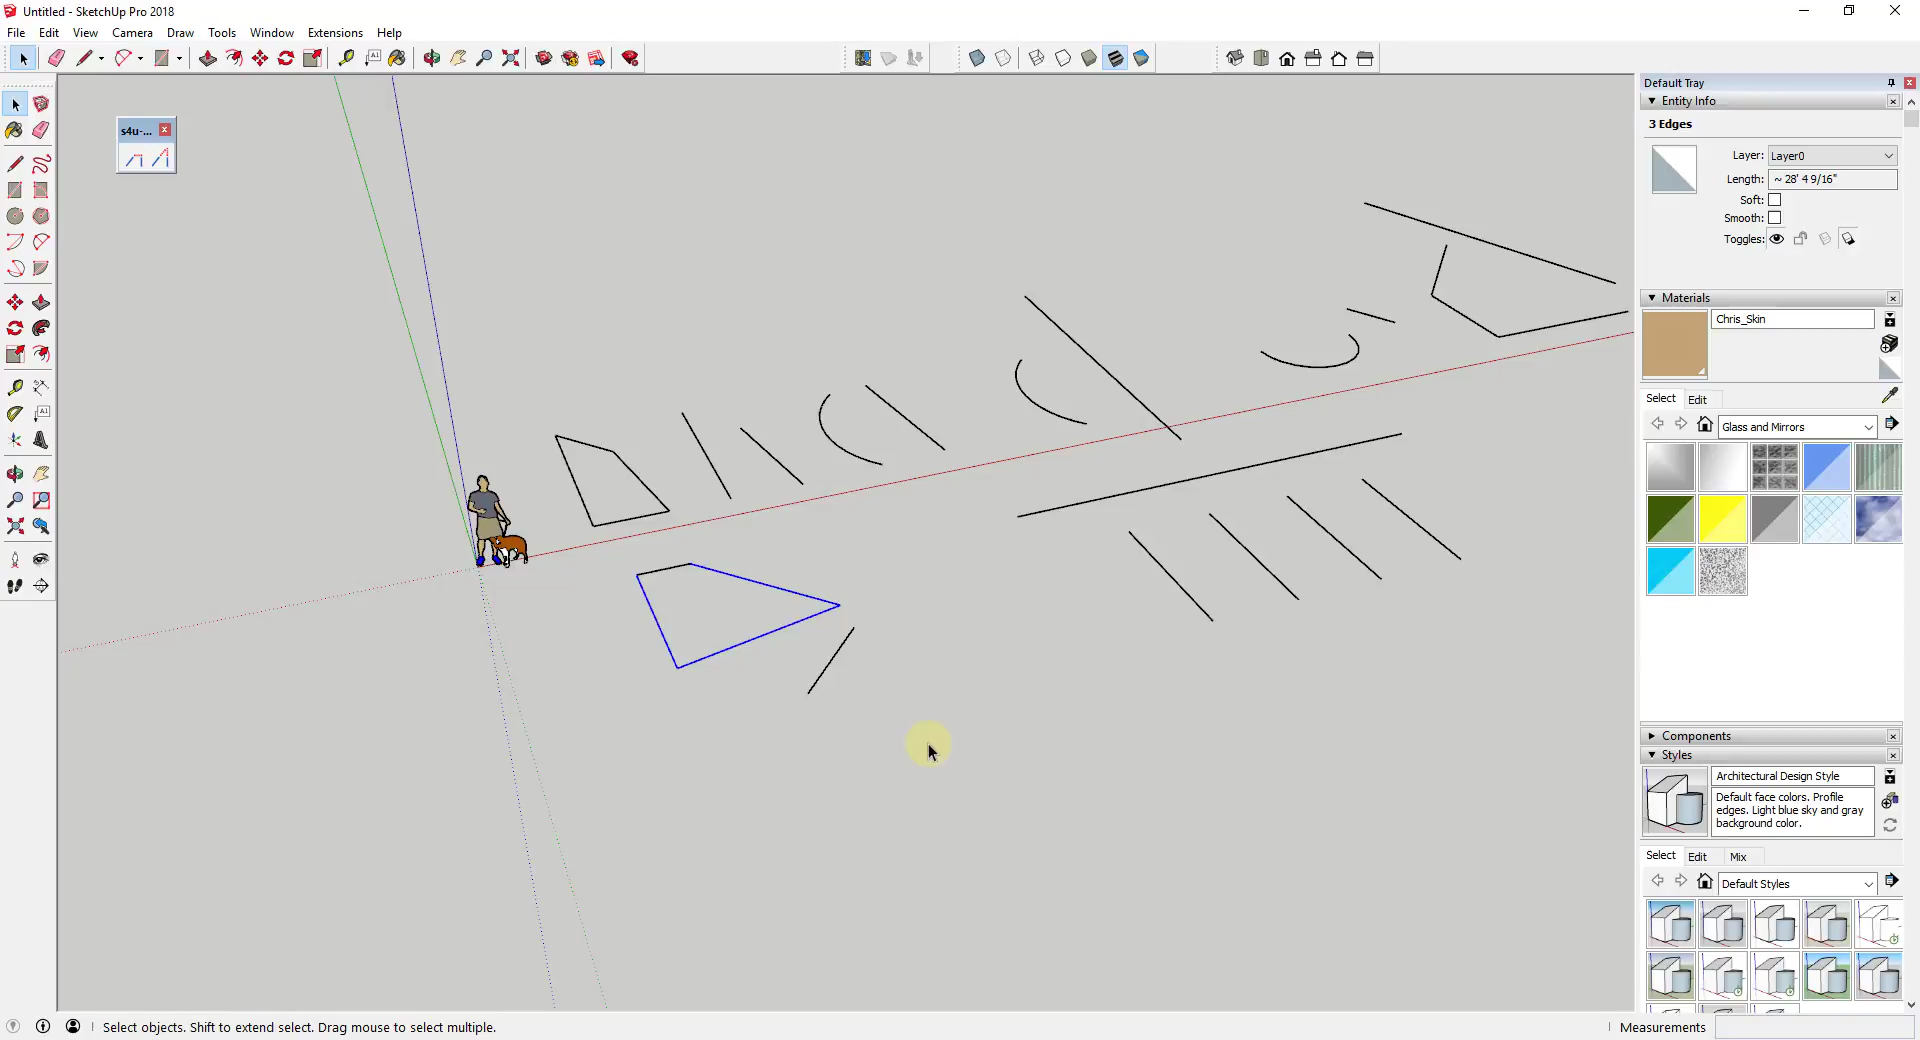 Untitled - SketchUp Pro 2018
File Edit View Camera Draw Tools Window Extensions Help
s4u-...
Default Tray
Entity Info
3 Edges
Layer: Layer0
Length: ~ 28' 4 9/16"
Soft:
Smooth:
Toggles:
Materials
Chris_Skin
Select Edit
Glass and Mirrors
Components
Styles
Architectural Design Style
Default face colors. Profile
edges. Light blue sky and gray
background color.
Select Edit Mix
Default Styles
Select objects. Shift to extend select. Drag mouse to select multiple.
Measurements